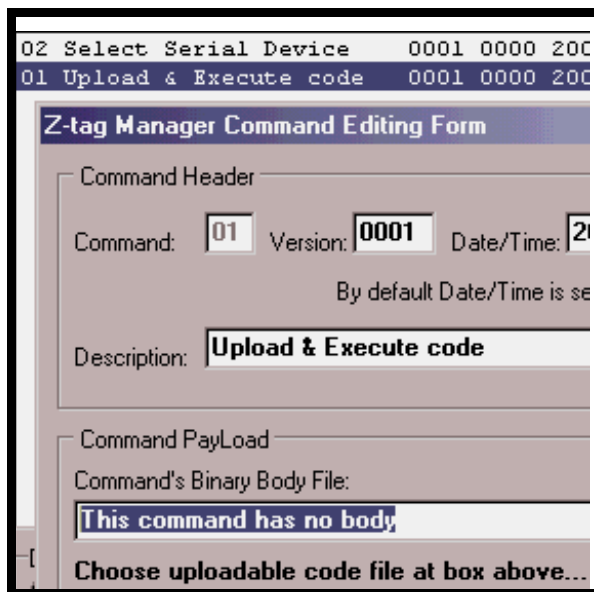 02 Select Serial Device 0001 0000 200
01 Upload & Execute code 0001 0000 200
Z-tag Manager Command Editing Form
Command Header
Command: 01 Version: 0001 Date/Time: 20
By default Date/Time is se
Description: Upload & Execute code
Command PayLoad
Command's Binary Body File:
This command has no body
Choose uploadable code file at box above...